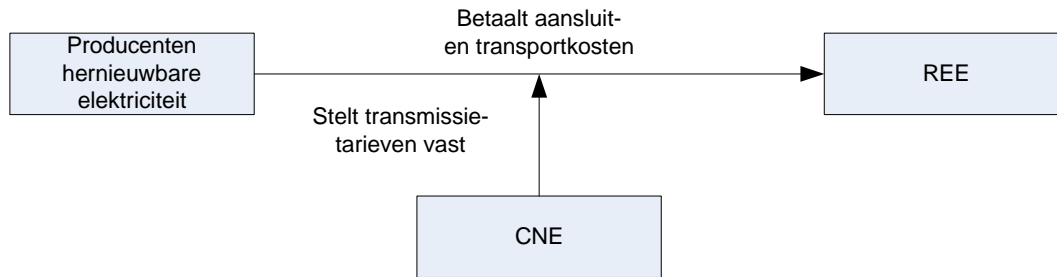 Betaalt aansluit-
en transportkosten
Producenten
hernieuwbare
elektriciteit
REE
Stelt transmissie-
tarieven vast
CNE